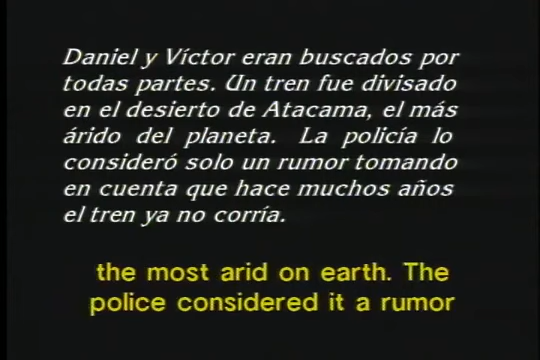 Daniel y Víctor eran buscados por
todas partes. Un tren fue divisado
en el desierto de Atacama, el más
árido del planeta. La policía lo
consideró solo un rumor tomando
en cuenta que hace muchos años
el tren ya no corría.
the most arid on earth. The
police considered it a rumor